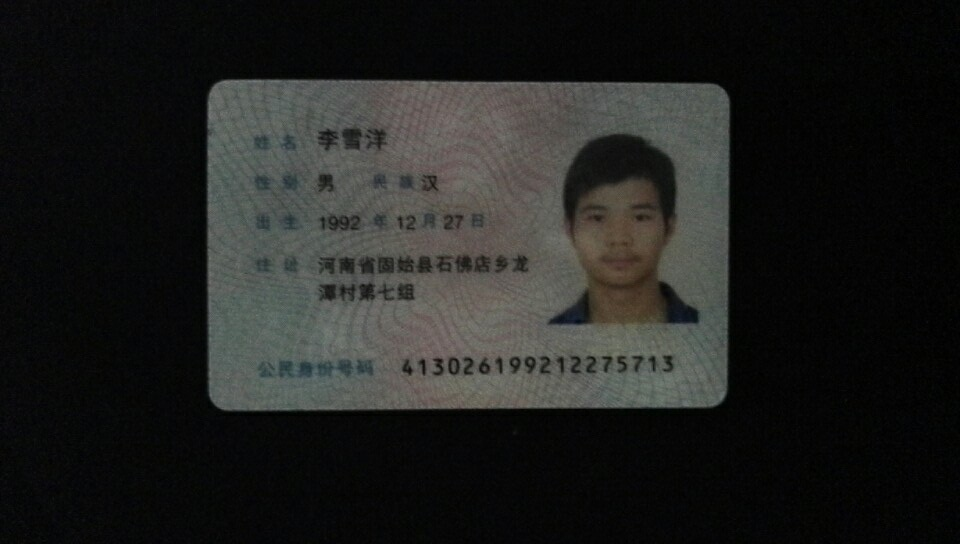 姓名 李雪洋
性别 男 民族 汉
出生 1992 年 12 月 27 日
住址 河南省固始县石佛店乡龙
潭村第七组
公民身份号码 413026199212275713